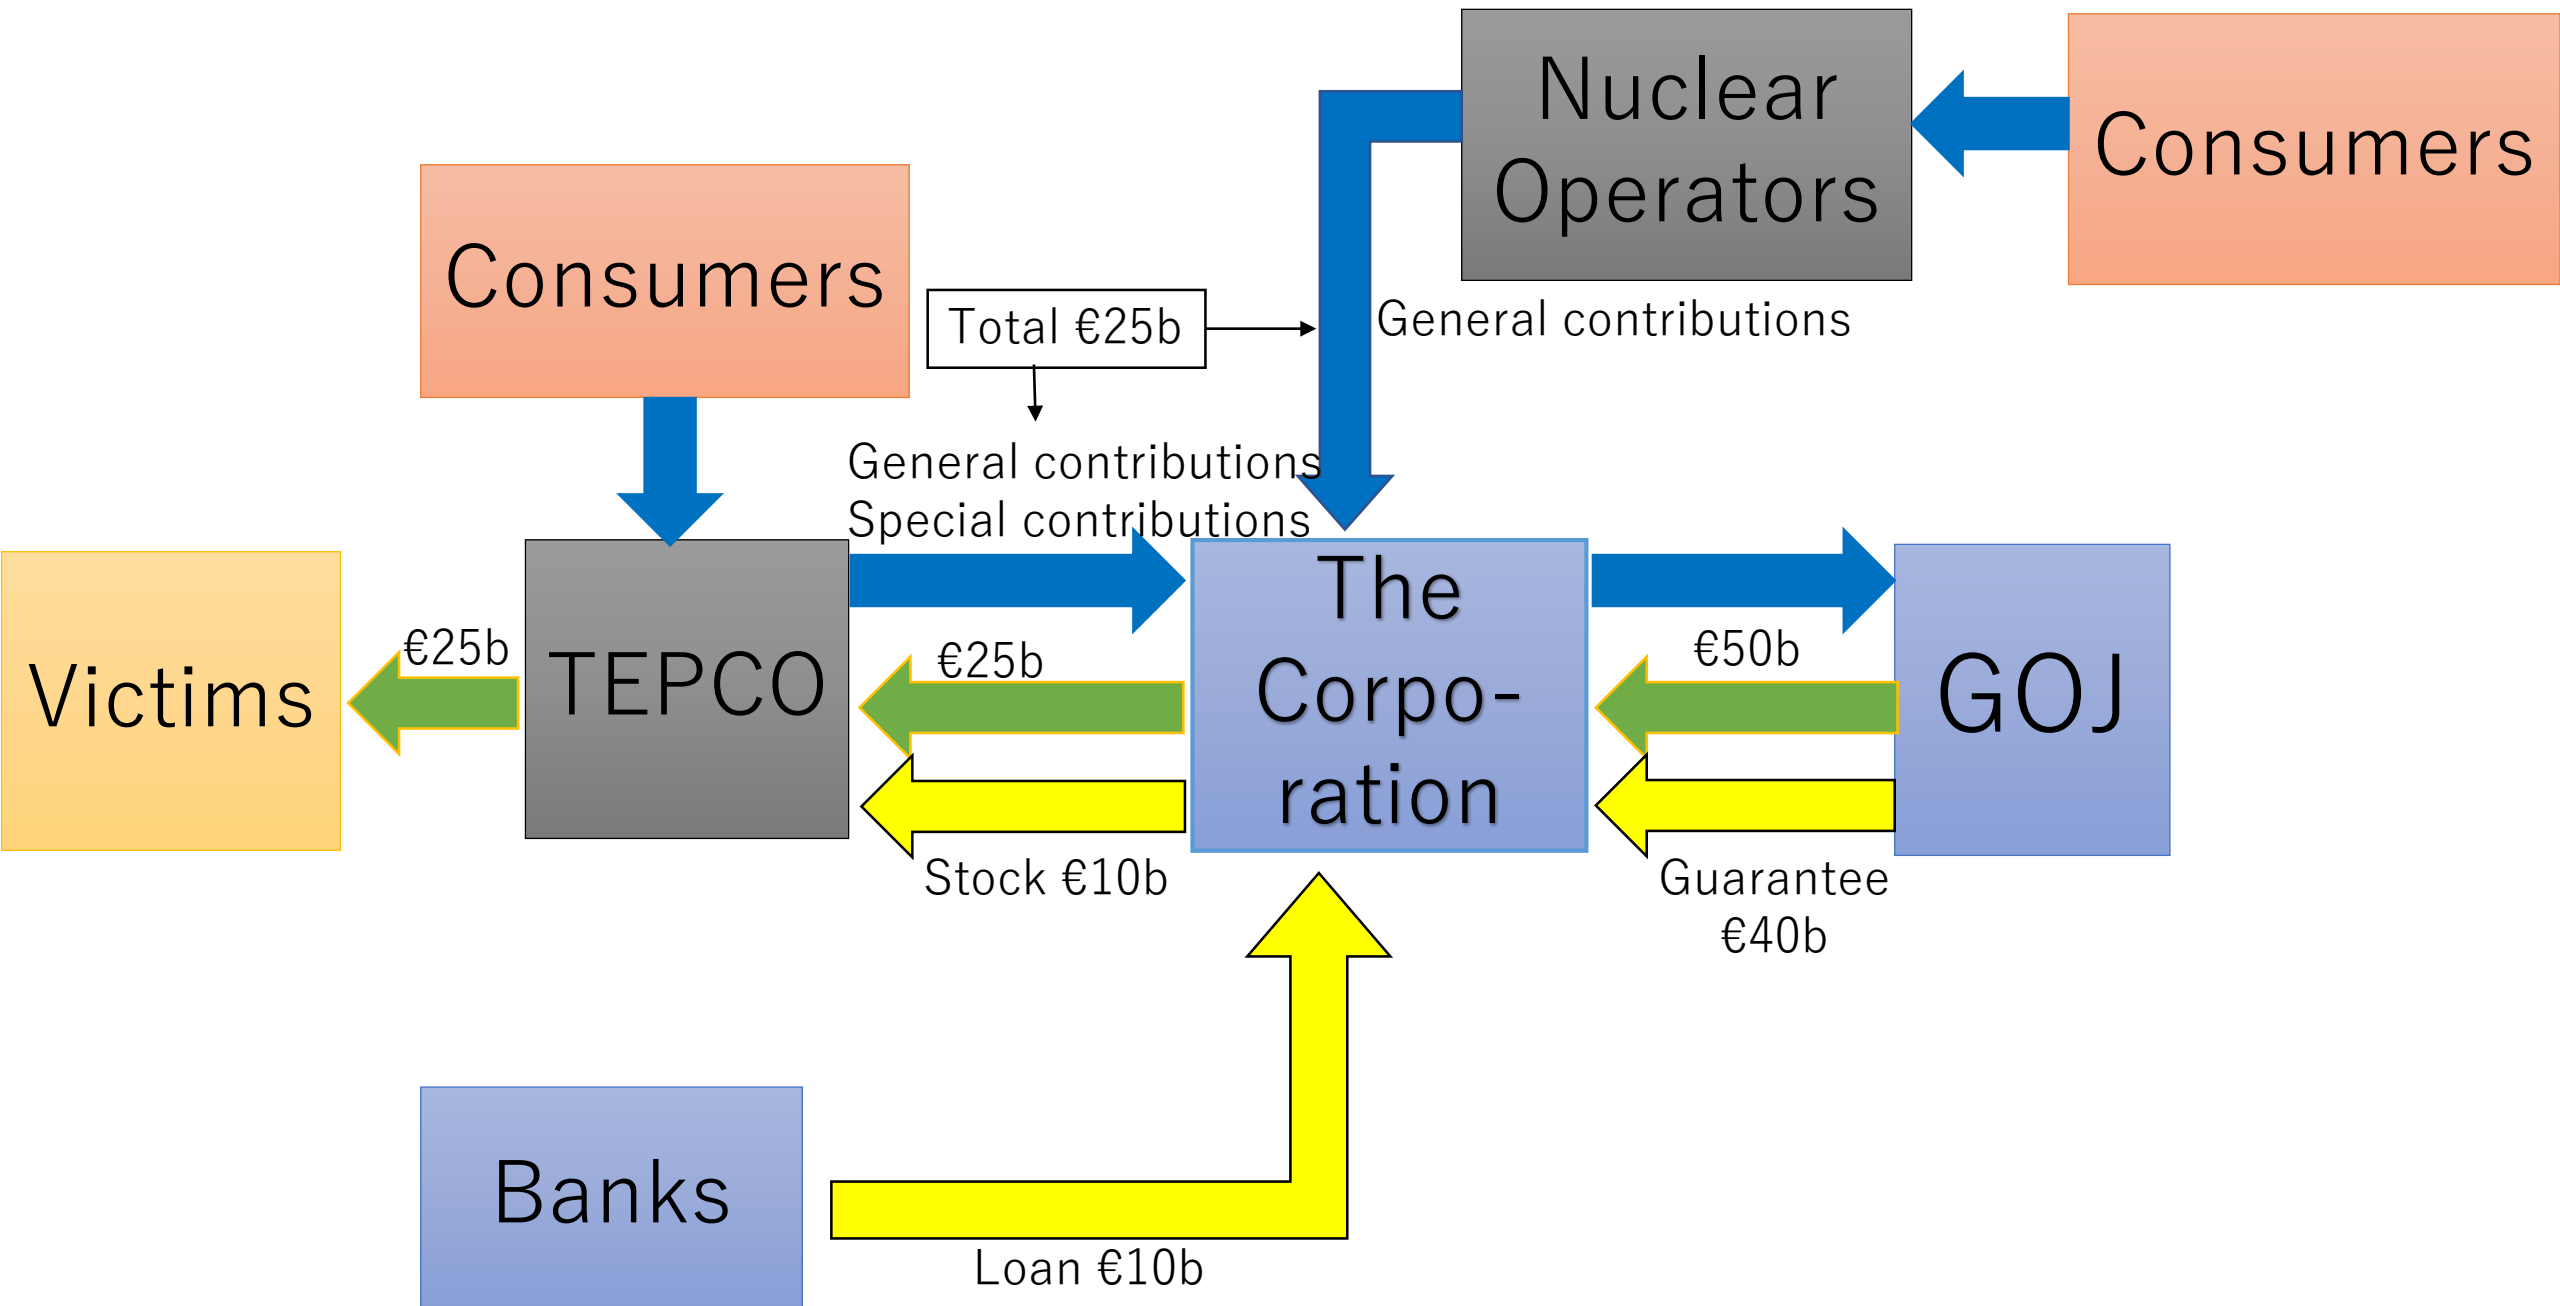 Nuclear
Operators
Consumers
Consumers
Total €25b
General contributions
General contributions
Special contributions
Victims
€25b
TEPCO
€25b
Stock €10b
The
Corpo-
ration
€50b
Guarantee
€40b
GOJ
Banks
Loan €10b